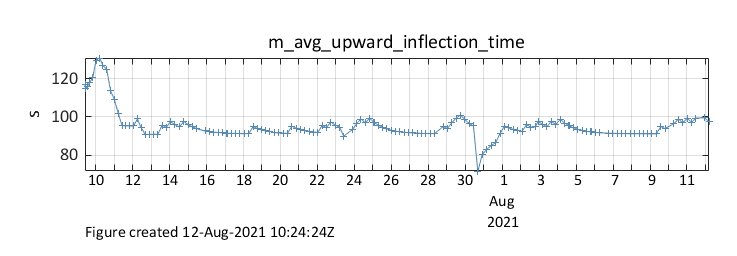 m_avg_upward_inflection_time
120
100
80
s
10 12 14 16 18 20 22 24 26 28 30 1 3 5 7 9 11
Aug
2021
Figure created 12-Aug-2021 10:24:24Z